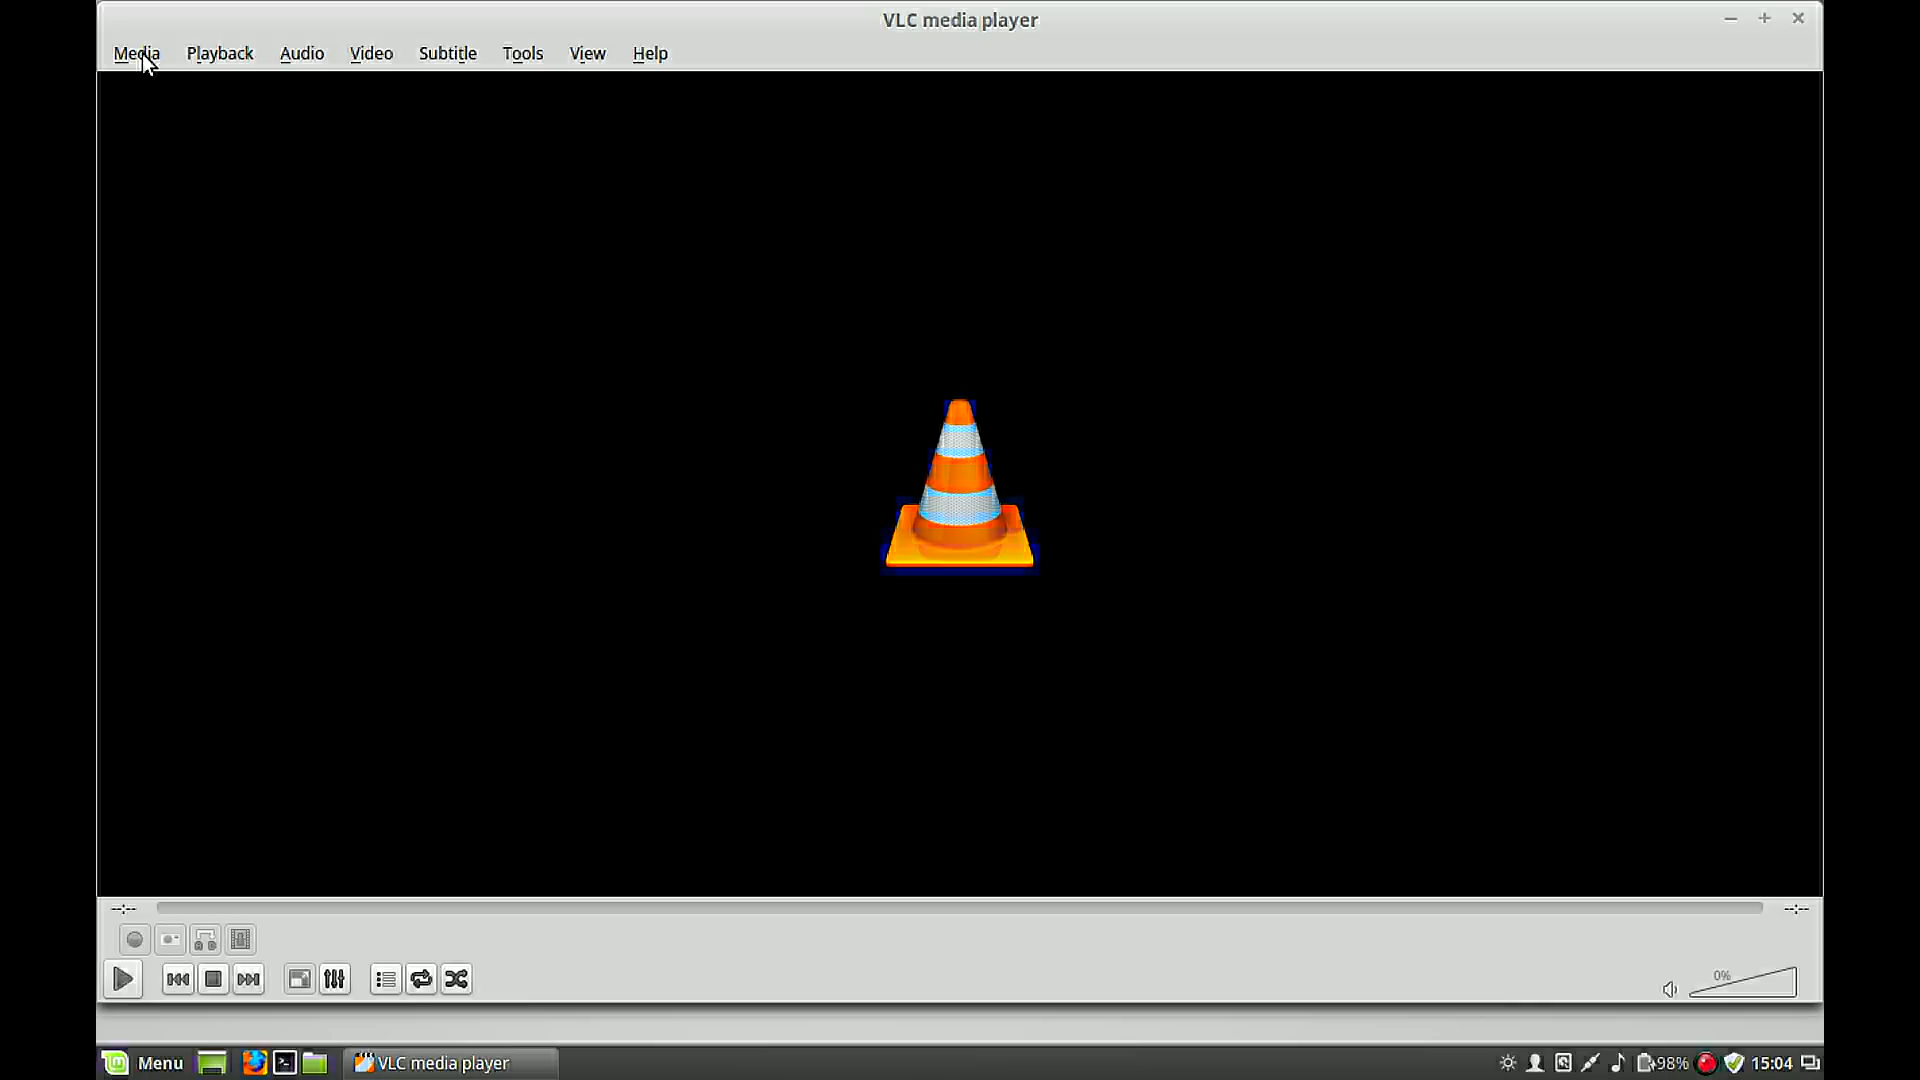 VLC media player
Media Playback Audio Video Subtitle Tools View Help
--:-- --:--
0%
Menu VLC media player 98% 15:04